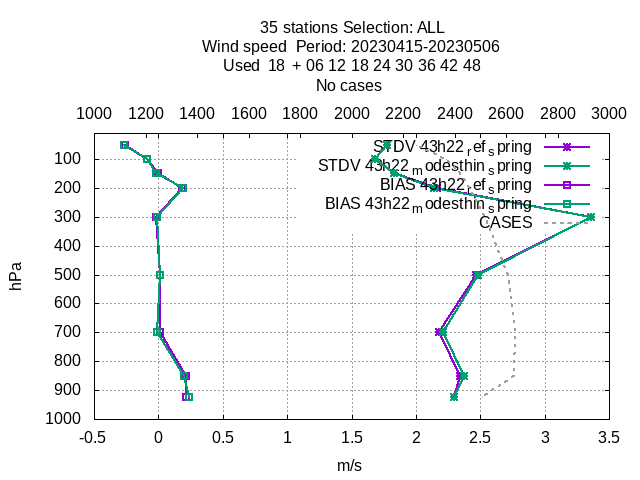 35 stations Selection: ALL
Wind speed Period: 20230415-20230506
Used 18 + 06 12 18 24 30 36 42 48
No cases
1000 1200 1400 1600 1800 2000 2200 2400 2600 2800 3000
STDV 43h22_ref_spring
STDV 43h22_modesthin_spring
BIAS 43h22_ref_spring
BIAS 43h22_modesthin_spring
CASES
100
200
300
400
500
600
700
800
900
1000
hPa
-0.5 0 0.5 1 1.5 2 2.5 3 3.5
m/s